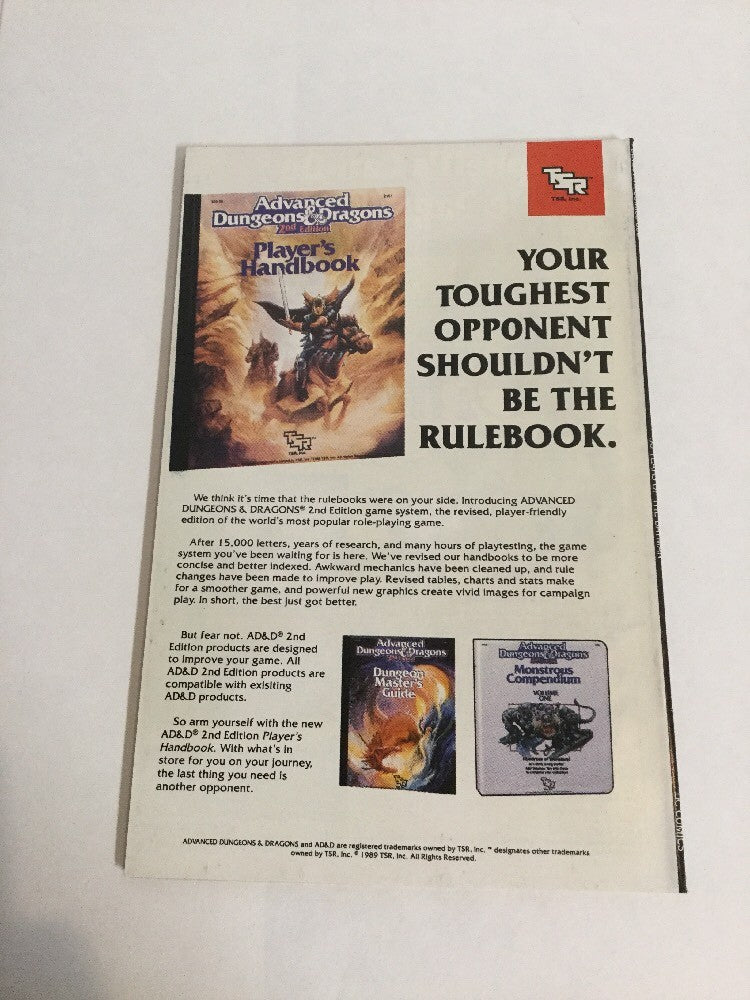 TSR
TSR, Inc.
Advanced
Dungeons & Dragons
2nd Edition
Player's
Handbook
TSR
TSR, Inc.
YOUR
TOUGHEST
OPPONENT
SHOULDN'T
BE THE
RULEBOOK.
We think it's time that the rulebooks were on your side. Introducing ADVANCED
DUNGEONS & DRAGONS® 2nd Edition game system, the revised, player-friendly
edition of the world's most popular role-playing game.
After 15,000 letters, years of research, and many hours of playtesting, the game
system you've been waiting for is here. We've revised our handbooks to be more
concise and better indexed. Awkward mechanics have been cleaned up, and rule
changes have been made to improve play. Revised tables, charts and stats make
for a smoother game, and powerful new graphics create vivid images for campaign
play. In short, the best just got better.
But fear not. AD&D® 2nd
Edition products are designed
to improve your game. All
AD&D 2nd Edition products are
compatible with exisiting
AD&D products.
So arm yourself with the new
AD&D® 2nd Edition Player's
Handbook. With what's in
store for you on your journey,
the last thing you need is
another opponent.
Advanced
Dungeons & Dragons
Dungeon
Master's
Guide
Advanced
Dungeons & Dragons
Monstrous
Compendium
VOLUME
ONE
ADVANCED DUNGEONS & DRAGONS and AD&D are registered trademarks owned by TSR, Inc. ™ designates other trademarks
owned by TSR, Inc. © 1989 TSR, Inc. All Rights Reserved.